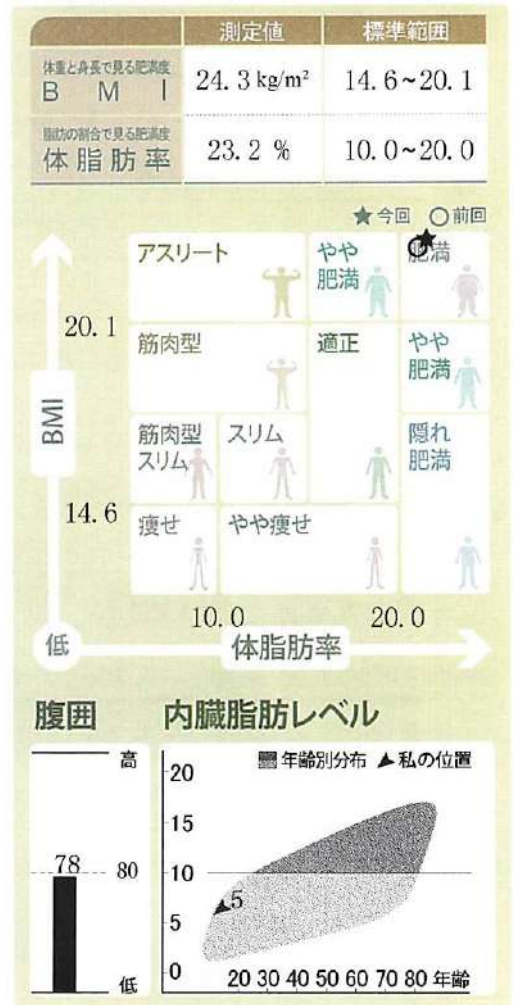 測定値 標準範囲
体重と身長で見る肥満度
BMI 24.3 kg/m² 14.6~20.1
脂肪の割合で見る肥満度
体脂肪率 23.2 % 10.0~20.0
★今回 ○前回
アスリート やや肥満 肥満
20.1
筋肉型 適正 やや肥満
BMI
筋肉型スリム スリム 隠れ肥満
14.6
痩せ やや痩せ
10.0 20.0
低 体脂肪率
腹囲 内臓脂肪レベル
高 20 年齢別分布 私の位置
15
78 80 10
5 5
低 0 20 30 40 50 60 70 80 年齢